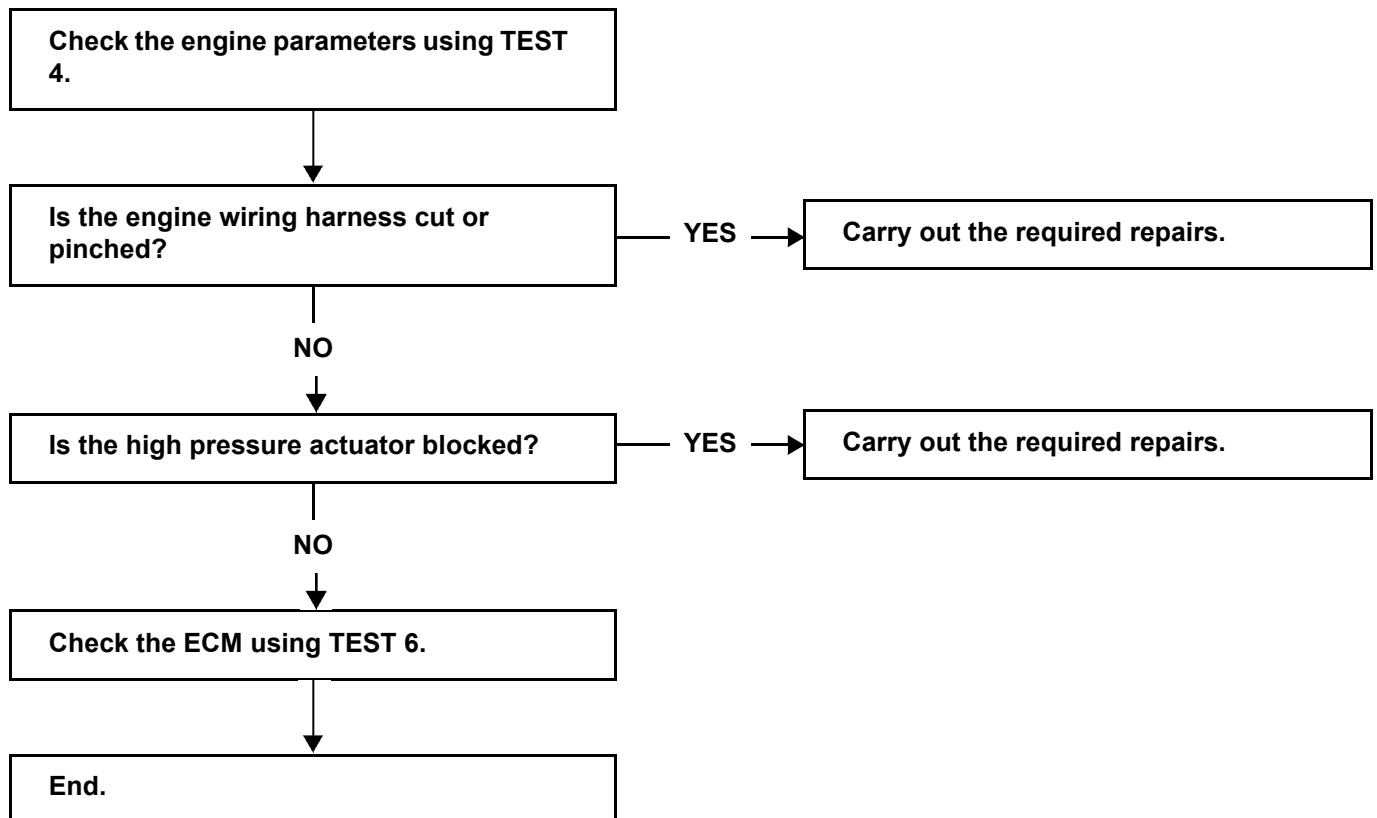 Check the engine parameters using TEST
4.
Is the engine wiring harness cut or
pinched?
YES
Carry out the required repairs.
NO
Is the high pressure actuator blocked?
YES
Carry out the required repairs.
NO
Check the ECM using TEST 6.
End.